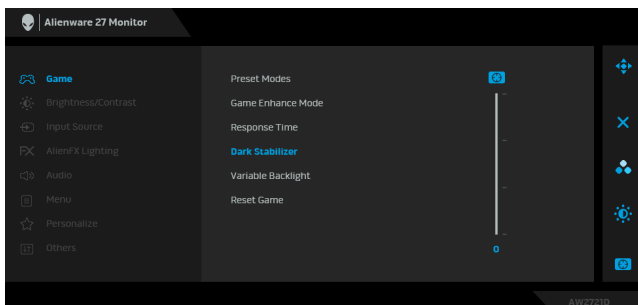 Alienware 27 Monitor
Game
Brightness/Contrast
Input Source
FX AlienFX Lighting
Audio
Menu
Personalize
Others
Preset Modes
Game Enhance Mode
Response Time
Dark Stabilizer
Variable Backlight
Reset Game
0
AW2721D